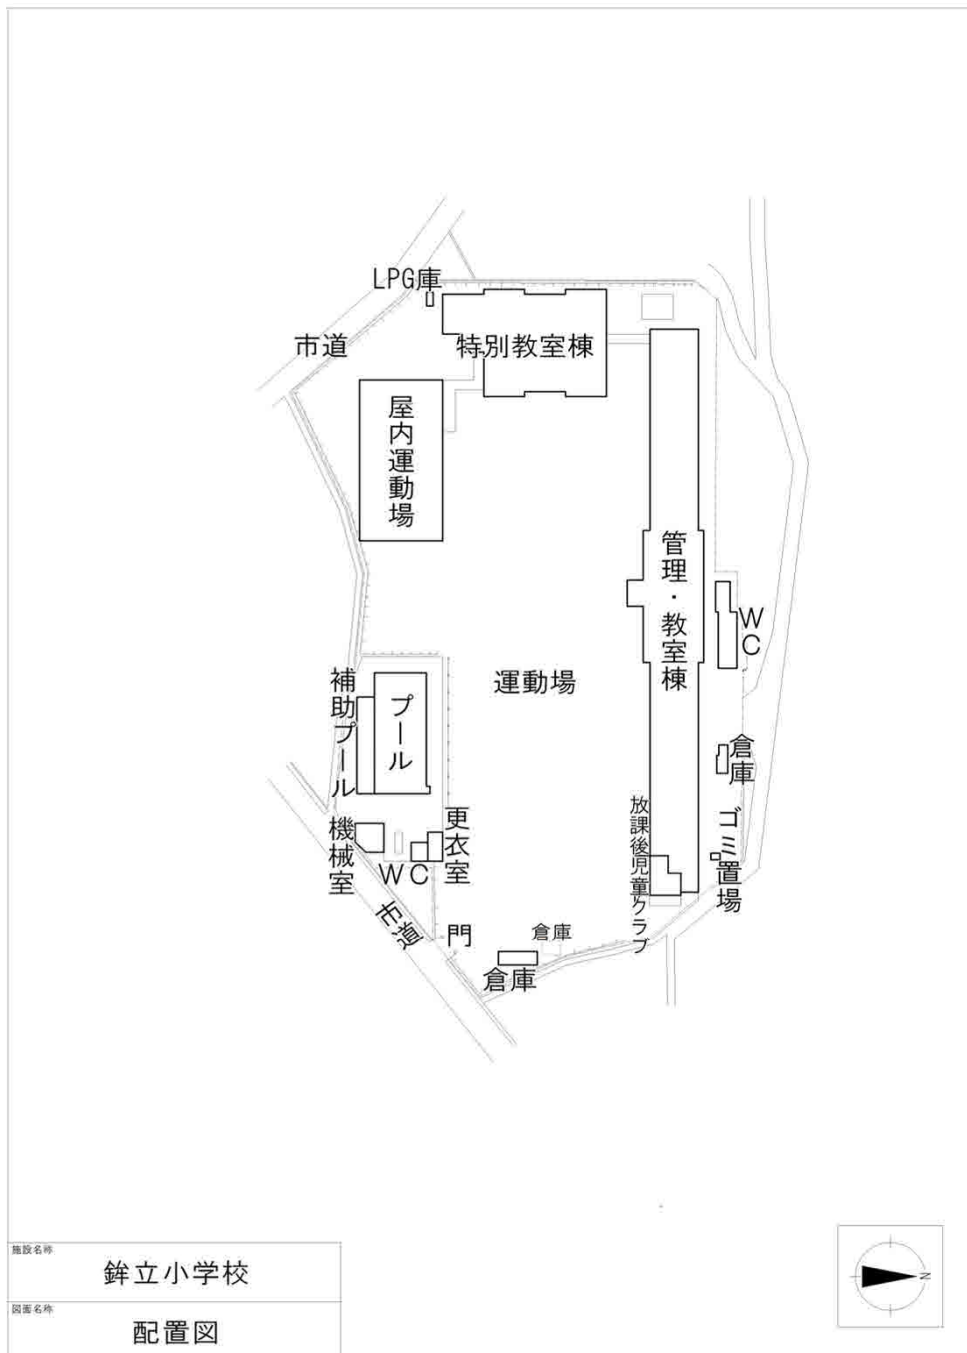 LPG庫
市道
特別教室棟
屋内運動場
管理・教室棟
WC
運動場
補助プール
プール
倉庫
放課後児童クラブ
ゴミ置場
更衣室
機械室
WC
市道
門
倉庫
倉庫
施設名称
鉾立小学校
図面名称
配置図
N